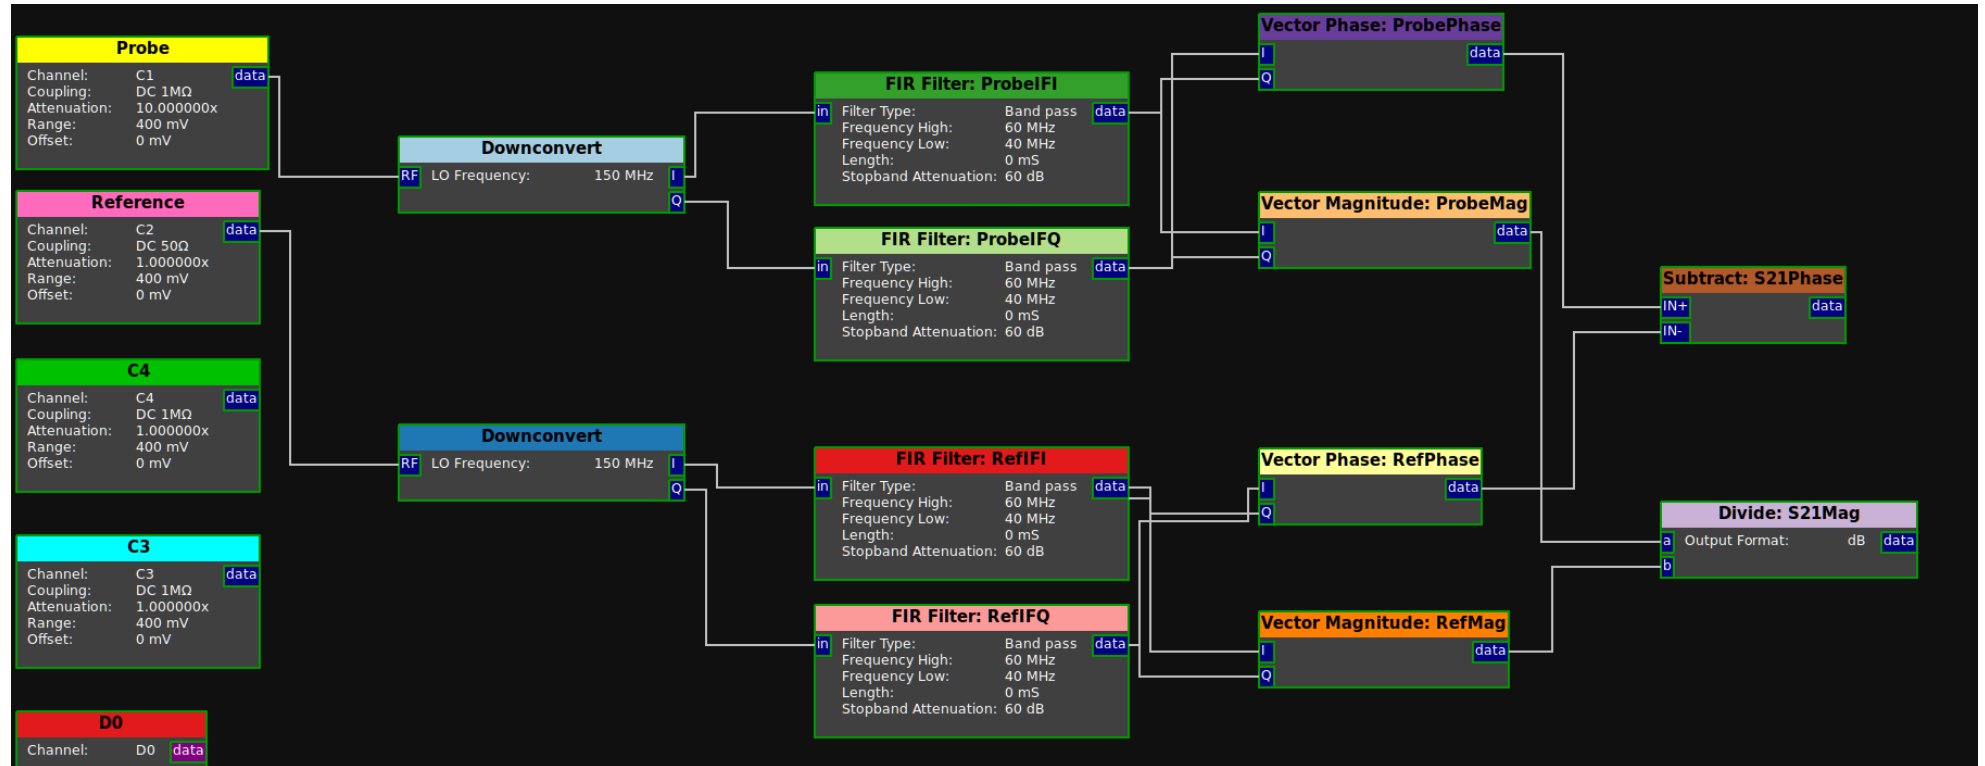 Probe
data
Channel: C1
Coupling: DC 1MΩ
Attenuation: 10.000000x
Range: 400 mV
Offset: 0 mV
Reference
data
Channel: C2
Coupling: DC 50Ω
Attenuation: 1.000000x
Range: 400 mV
Offset: 0 mV
C4
data
Channel: C4
Coupling: DC 1MΩ
Attenuation: 1.000000x
Range: 400 mV
Offset: 0 mV
C3
data
Channel: C3
Coupling: DC 1MΩ
Attenuation: 1.000000x
Range: 400 mV
Offset: 0 mV
D0
Channel: D0 data
Downconvert
RF LO Frequency: 150 MHz I
Q
Downconvert
RF LO Frequency: 150 MHz I
Q
FIR Filter: ProbeIFI
in Filter Type: Band pass data
Frequency High: 60 MHz
Frequency Low: 40 MHz
Length: 0 mS
Stopband Attenuation: 60 dB
FIR Filter: ProbeIFQ
in Filter Type: Band pass data
Frequency High: 60 MHz
Frequency Low: 40 MHz
Length: 0 mS
Stopband Attenuation: 60 dB
FIR Filter: RefIFI
in Filter Type: Band pass data
Frequency High: 60 MHz
Frequency Low: 40 MHz
Length: 0 mS
Stopband Attenuation: 60 dB
FIR Filter: RefIFQ
in Filter Type: Band pass data
Frequency High: 60 MHz
Frequency Low: 40 MHz
Length: 0 mS
Stopband Attenuation: 60 dB
Vector Phase: ProbePhase
I data
Q
Vector Magnitude: ProbeMag
I data
Q
Vector Phase: RefPhase
I data
Q
Vector Magnitude: RefMag
I data
Q
Subtract: S21Phase
IN+ data
IN-
Divide: S21Mag
a Output Format: dB data
b